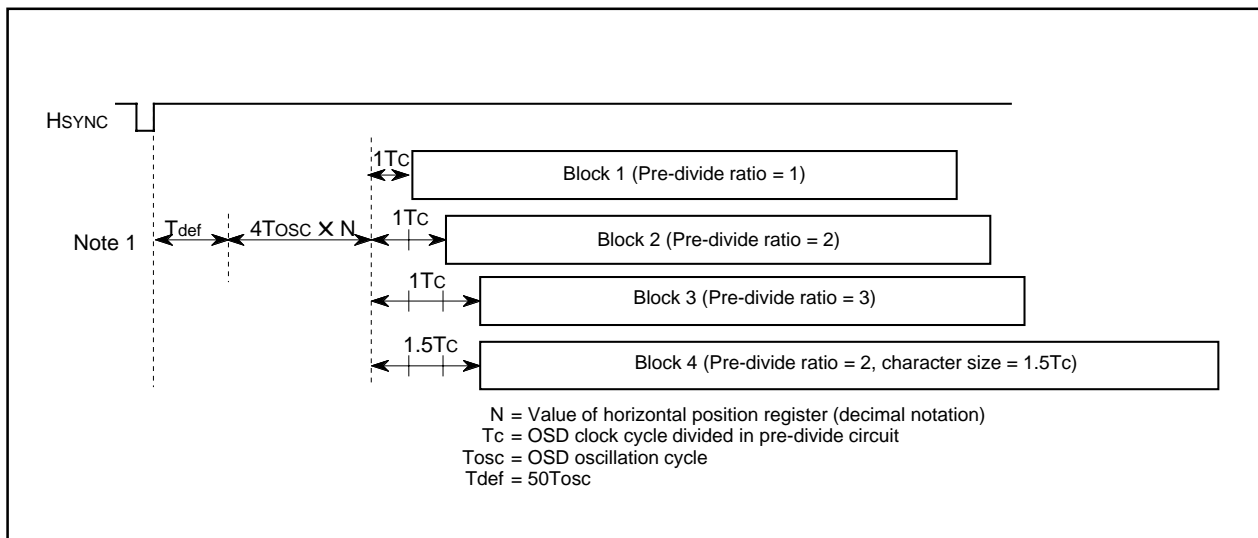 HSYNC
1TC
Block 1 (Pre-divide ratio = 1)
Note 1
Tdef
4TOSC × N
1TC
Block 2 (Pre-divide ratio = 2)
1TC
Block 3 (Pre-divide ratio = 3)
1.5TC
Block 4 (Pre-divide ratio = 2, character size = 1.5Tc)
N = Value of horizontal position register (decimal notation)
Tc = OSD clock cycle divided in pre-divide circuit
Tosc = OSD oscillation cycle
Tdef = 50Tosc